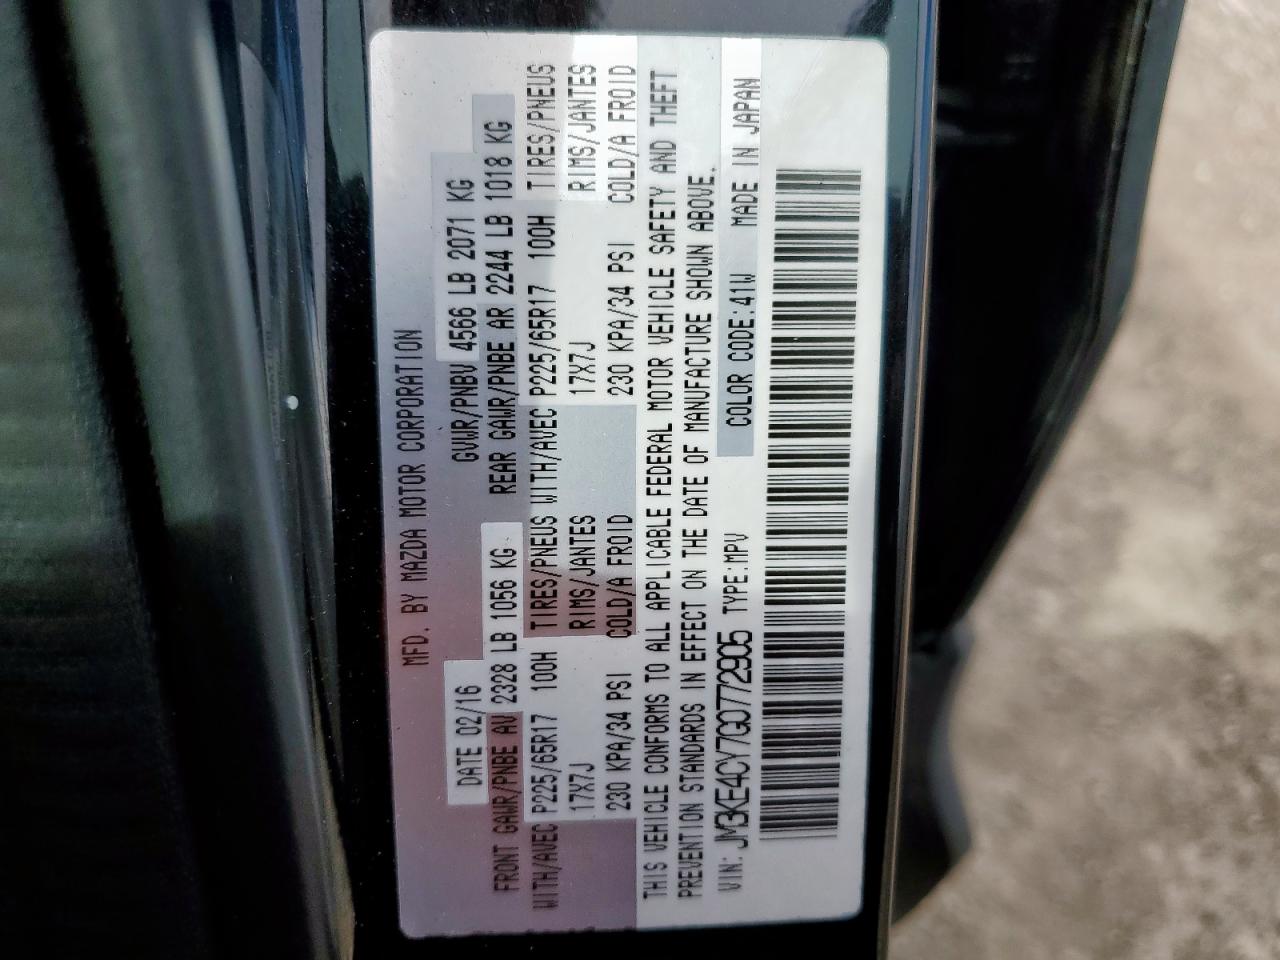 MFD. BY MAZDA MOTOR CORPORATION
DATE 02/16 GVWR/PNBV 4566 LB 2071 KG
FRONT GAWR/PNBE AV 2328 LB 1056 KG REAR GAWR/PNBE AR 2244 LB 1018 KG
WITH/AVEC P225/65R17 100H TIRES/PNEUS WITH/AVEC P225/65R17 100H TIRES/PNEUS
17X7J RIMS/JANTES 17X7J RIMS/JANTES
230 KPA/34 PSI COLD/A FROID 230 KPA/34 PSI COLD/A FROID
THIS VEHICLE CONFORMS TO ALL APPLICABLE FEDERAL MOTOR VEHICLE SAFETY AND THEFT
PREVENTION STANDARDS IN EFFECT ON THE DATE OF MANUFACTURE SHOWN ABOVE.
VIN: JM3KE4CY7G0772905 TYPE:MPV COLOR CODE:41W MADE IN JAPAN